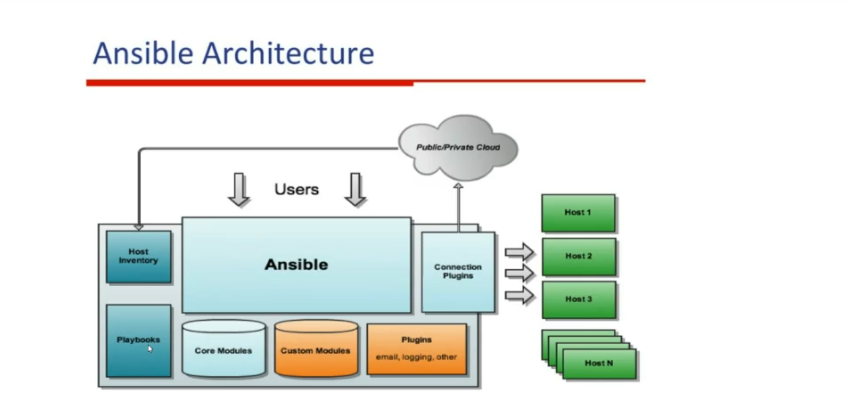 Ansible Architecture
Public/Private Cloud
Users
Host 1
Host
Inventory
Ansible
Connection
Plugins
Host 2
Host 3
Playbooks
Core Modules
Custom Modules
Plugins
email, logging, other
Host N